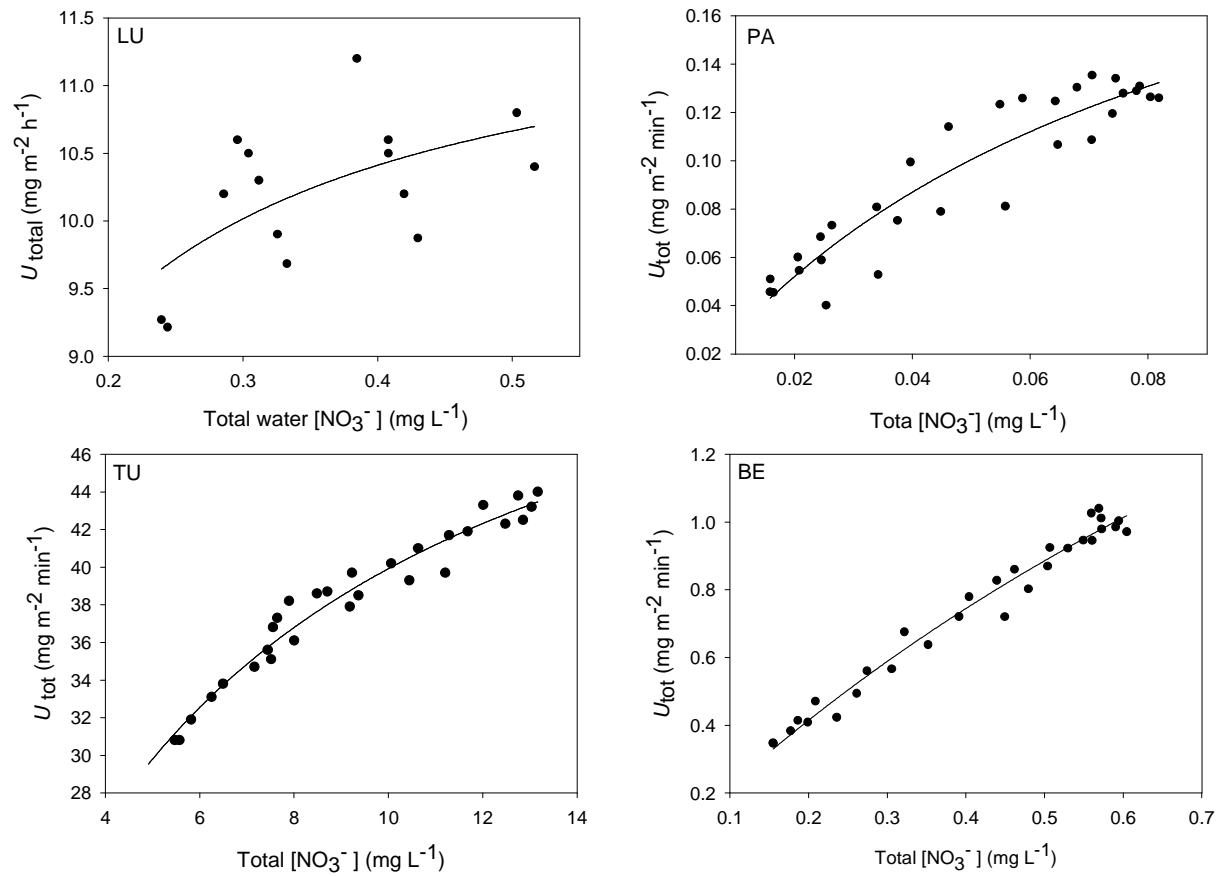 LU
11.5
11.0
10.5
10.0
9.5
9.0
U total (mg m-2 h-1)
0.2 0.3 0.4 0.5
Total water [NO3- ] (mg L-1)
PA
0.16
0.14
0.12
0.10
0.08
0.06
0.04
0.02
Utot (mg m-2 min-1)
0.02 0.04 0.06 0.08
Tota [NO3-] (mg L-1)
TU
46
44
42
40
38
36
34
32
30
28
U tot (mg m-2 min-1)
4 6 8 10 12 14
Total [NO3- ] (mg L-1)
BE
1.2
1.0
0.8
0.6
0.4
0.2
Utot (mg m-2 min-1)
0.1 0.2 0.3 0.4 0.5 0.6 0.7
Total [NO3- ] (mg L-1)